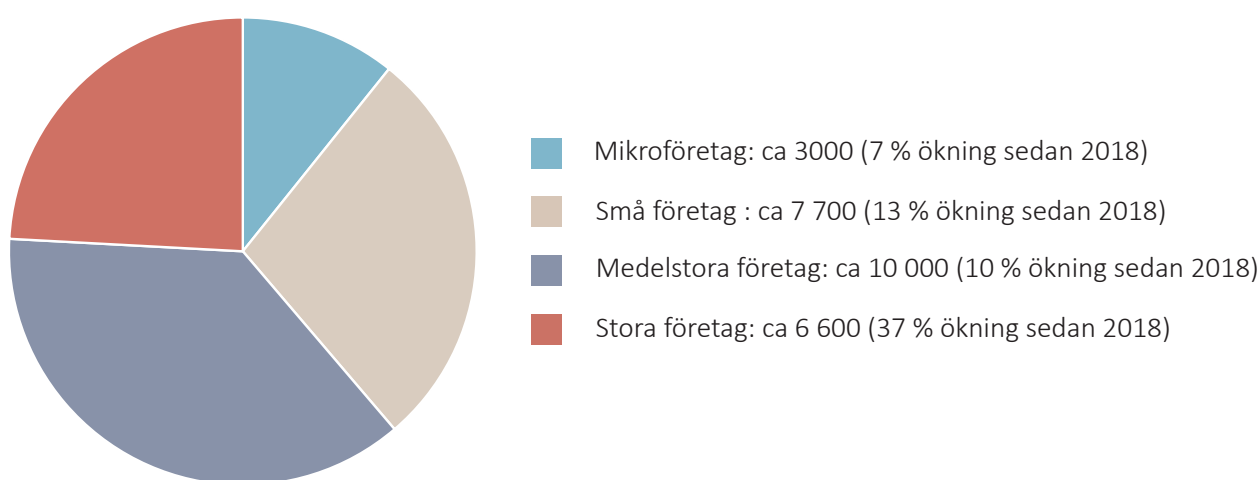 Mikroföretag: ca 3000 (7 % ökning sedan 2018)
Små företag : ca 7 700 (13 % ökning sedan 2018)
Medelstora företag: ca 10 000 (10 % ökning sedan 2018)
Stora företag: ca 6 600 (37 % ökning sedan 2018)